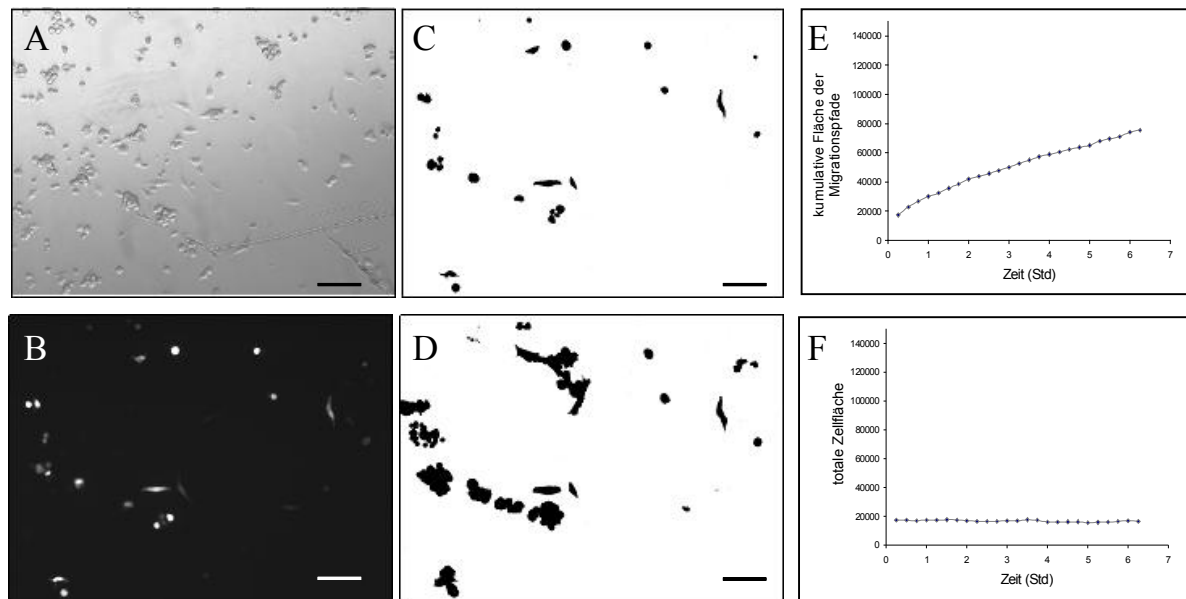 A
B
C
D
E
kumulative Fläche der
Migrationspfade
140000
120000
100000
80000
60000
40000
20000
0
0 1 2 3 4 5 6 7
Zeit (Std)
F
totale Zellfläche
140000
120000
100000
80000
60000
40000
20000
0
0 1 2 3 4 5 6 7
Zeit (Std)